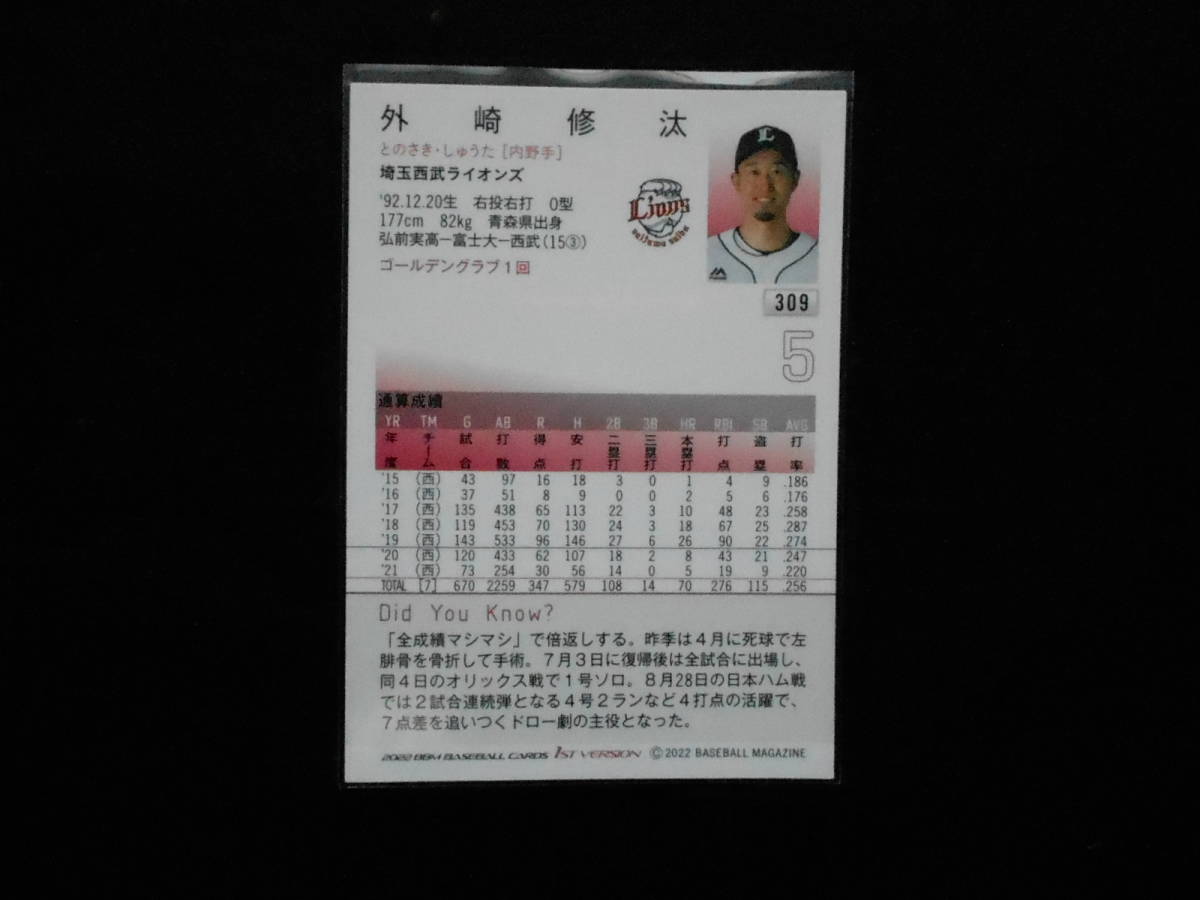 外崎修汰
とのさき・しゅうた [内野手]
埼玉西武ライオンズ
'92.12.20生 右投右打 O型
177cm 82kg 青森県出身
弘前実高ー富士大ー西武(15③)
ゴールデングラブ1回
Lions
saitama seibu
L
309
5
通算成績
YR TM G AB R H 2B 3B HR RBI SB AVG
年度 チーム 試合 打数 得点 安打 二塁打 三塁打 本塁打 打点 盗塁 打率
'15 (西) 43 97 16 18 3 0 1 4 9 .186
'16 (西) 37 51 8 9 0 0 2 5 6 .176
'17 (西) 135 438 65 113 22 3 10 48 23 .258
'18 (西) 119 453 70 130 24 3 18 67 25 .287
'19 (西) 143 533 96 146 27 6 26 90 22 .274
'20 (西) 120 433 62 107 18 2 8 43 21 .247
'21 (西) 73 254 30 56 14 0 5 19 9 .220
TOTAL [7] 670 2259 347 579 108 14 70 276 115 .256
Did You Know?
「全成績マシマシ」で倍返しする。昨季は4月に死球で左
腓骨を骨折して手術。7月3日に復帰後は全試合に出場し、
同4日のオリックス戦で1号ソロ。8月28日の日本ハム戦
では2試合連続弾となる4号2ランなど4打点の活躍で、
7点差を追いつくドロー劇の主役となった。
2022 BBM BASEBALL CARDS 1ST VERSION Ⓒ2022 BASEBALL MAGAZINE